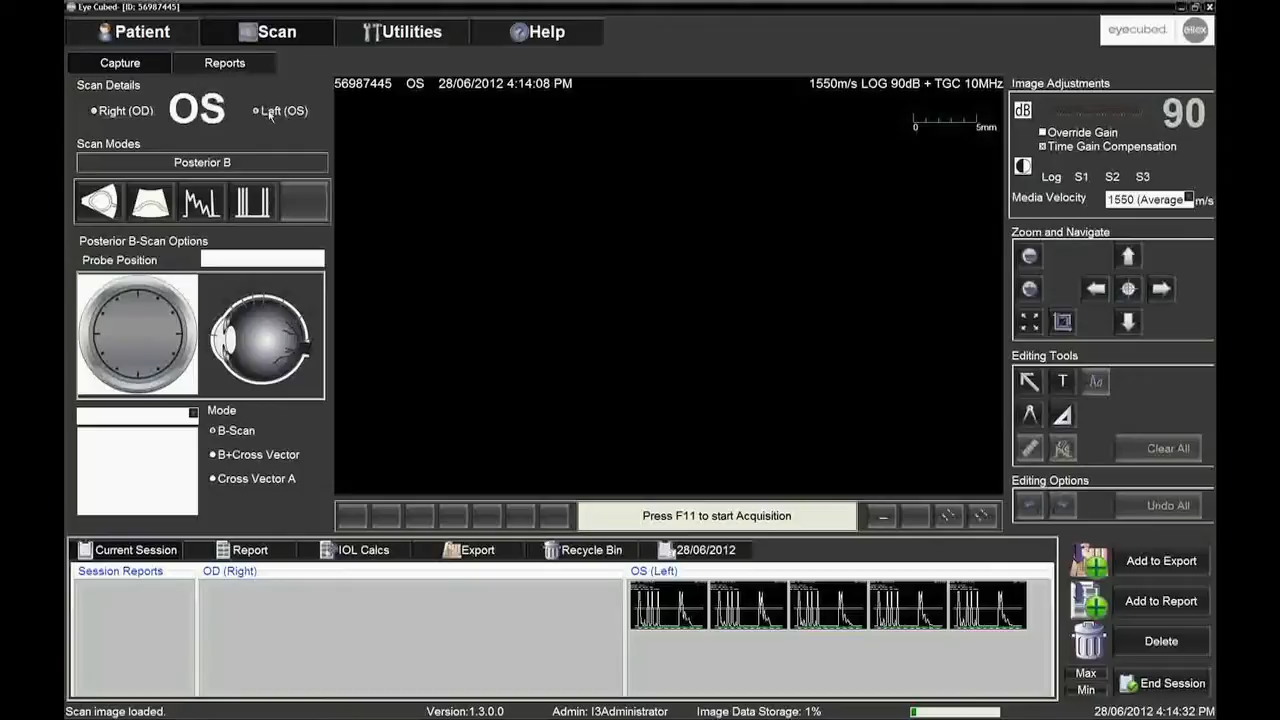 Eye Cubed- [ID: 56987445]
Patient
Scan
Utilities
Help
eyecubed.
ellex
Capture
Reports
Scan Details
Right (OD)
OS
Left (OS)
Scan Modes
Posterior B
Posterior B-Scan Options
Probe Position
Mode
B-Scan
B+Cross Vector
Cross Vector A
56987445 OS 28/06/2012 4:14:08 PM
1550m/s LOG 90dB + TGC 10MHz
0 5mm
Press F11 to start Acquisition
Image Adjustments
dB
90
Override Gain
Time Gain Compensation
Log S1 S2 S3
Media Velocity 1550 (Average m/s
Zoom and Navigate
Editing Tools
T
Aa
Clear All
Editing Options
Undo All
Current Session
Report
IOL Calcs
Export
Recycle Bin
28/06/2012
Session Reports
OD (Right)
OS (Left)
Add to Export
Add to Report
Delete
Max
Min
End Session
Scan image loaded.
Version:1.3.0.0
Admin: I3Administrator
Image Data Storage: 1%
28/06/2012 4:14:32 PM